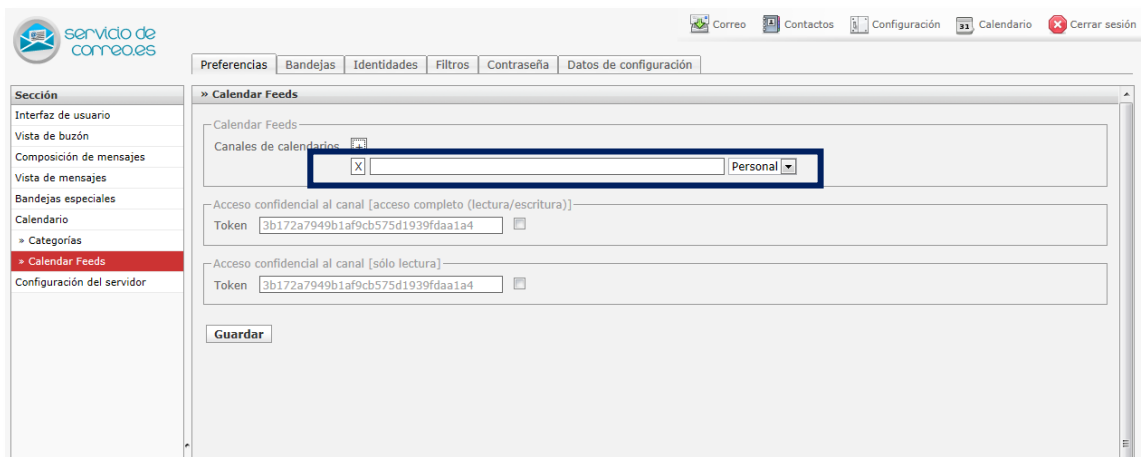 servicio de
correo.es
Correo Contactos Configuración 31 Calendario Cerrar sesión
Preferencias Bandejas Identidades Filtros Contraseña Datos de configuración
Sección
Interfaz de usuario
Vista de buzón
Composición de mensajes
Vista de mensajes
Bandejas especiales
Calendario
» Categorías
» Calendar Feeds
Configuración del servidor
» Calendar Feeds
Calendar Feeds
Canales de calendarios +
X Personal
Acceso confidencial al canal [acceso completo (lectura/escritura)]
Token 3b172a7949b1af9cb575d1939fdaa1a4
Acceso confidencial al canal [sólo lectura]
Token 3b172a7949b1af9cb575d1939fdaa1a4
Guardar